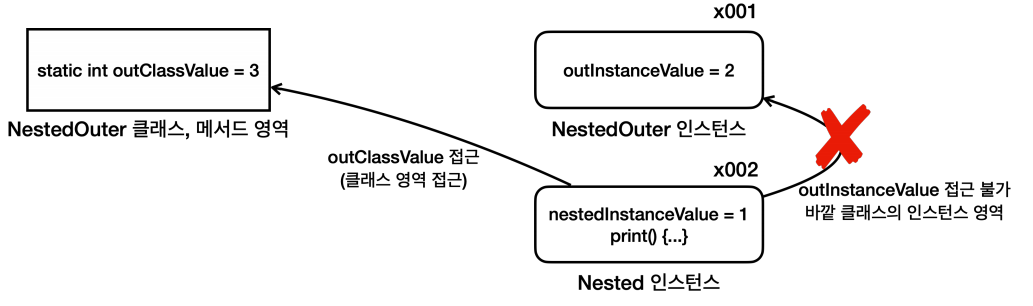 x001
static int outClassValue = 3
outInstanceValue = 2
NestedOuter 클래스, 메서드 영역
NestedOuter 인스턴스
outClassValue 접근
(클래스 영역 접근)
x002
outInstanceValue 접근 불가
바깥 클래스의 인스턴스 영역
nestedInstanceValue = 1
print() {...}
Nested 인스턴스